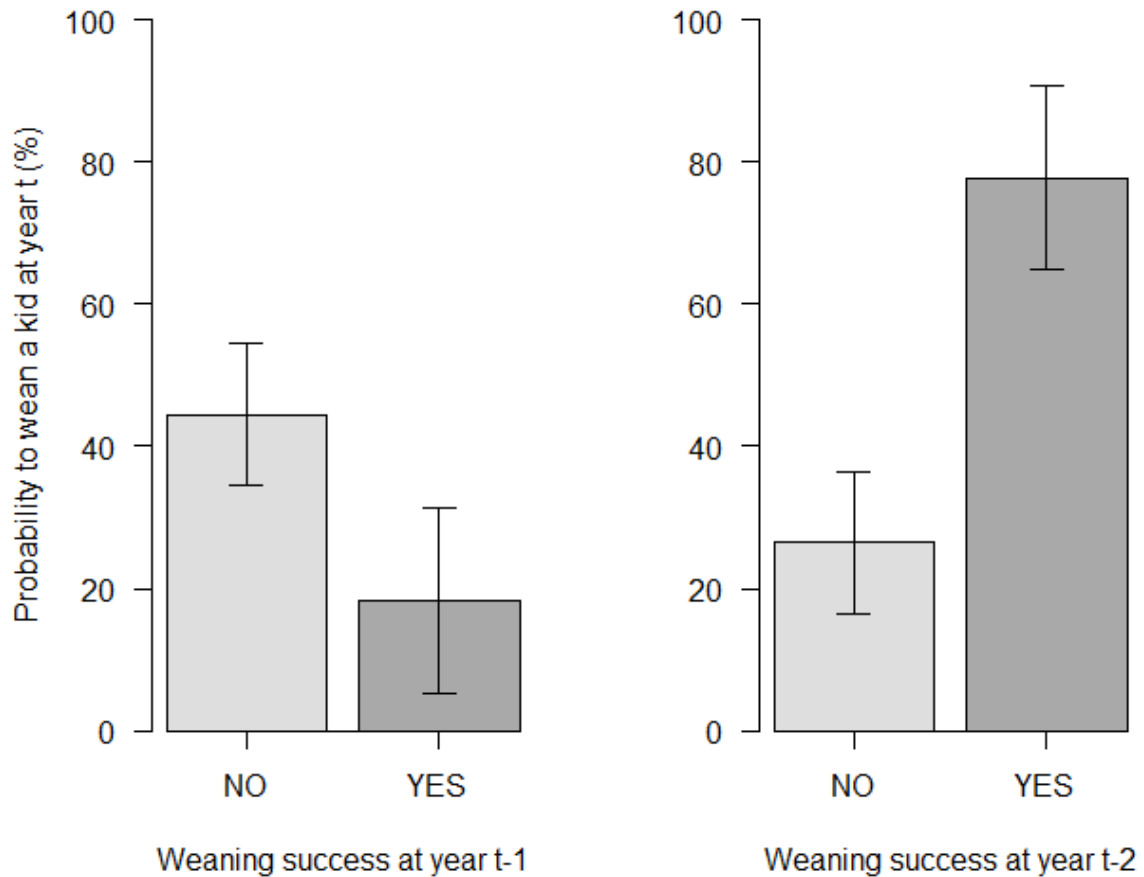 Probability to wean a kid at year t (%)
100
80
60
40
20
0
NO YES
Weaning success at year t-1
100
80
60
40
20
0
NO YES
Weaning success at year t-2